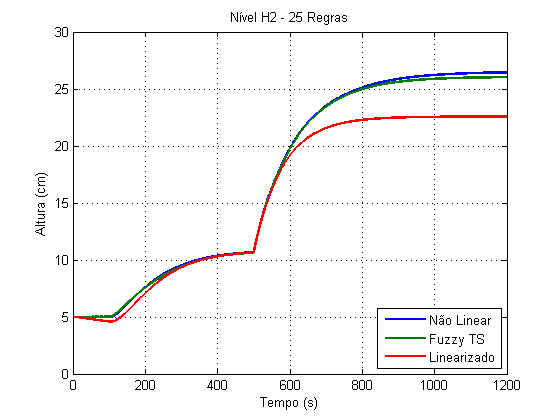 Nível H2 - 25 Regras
30
25
20
15
10
5
0
Altura (cm)
0 200 400 600 800 1000 1200
Tempo (s)
Não Linear
Fuzzy TS
Linearizado